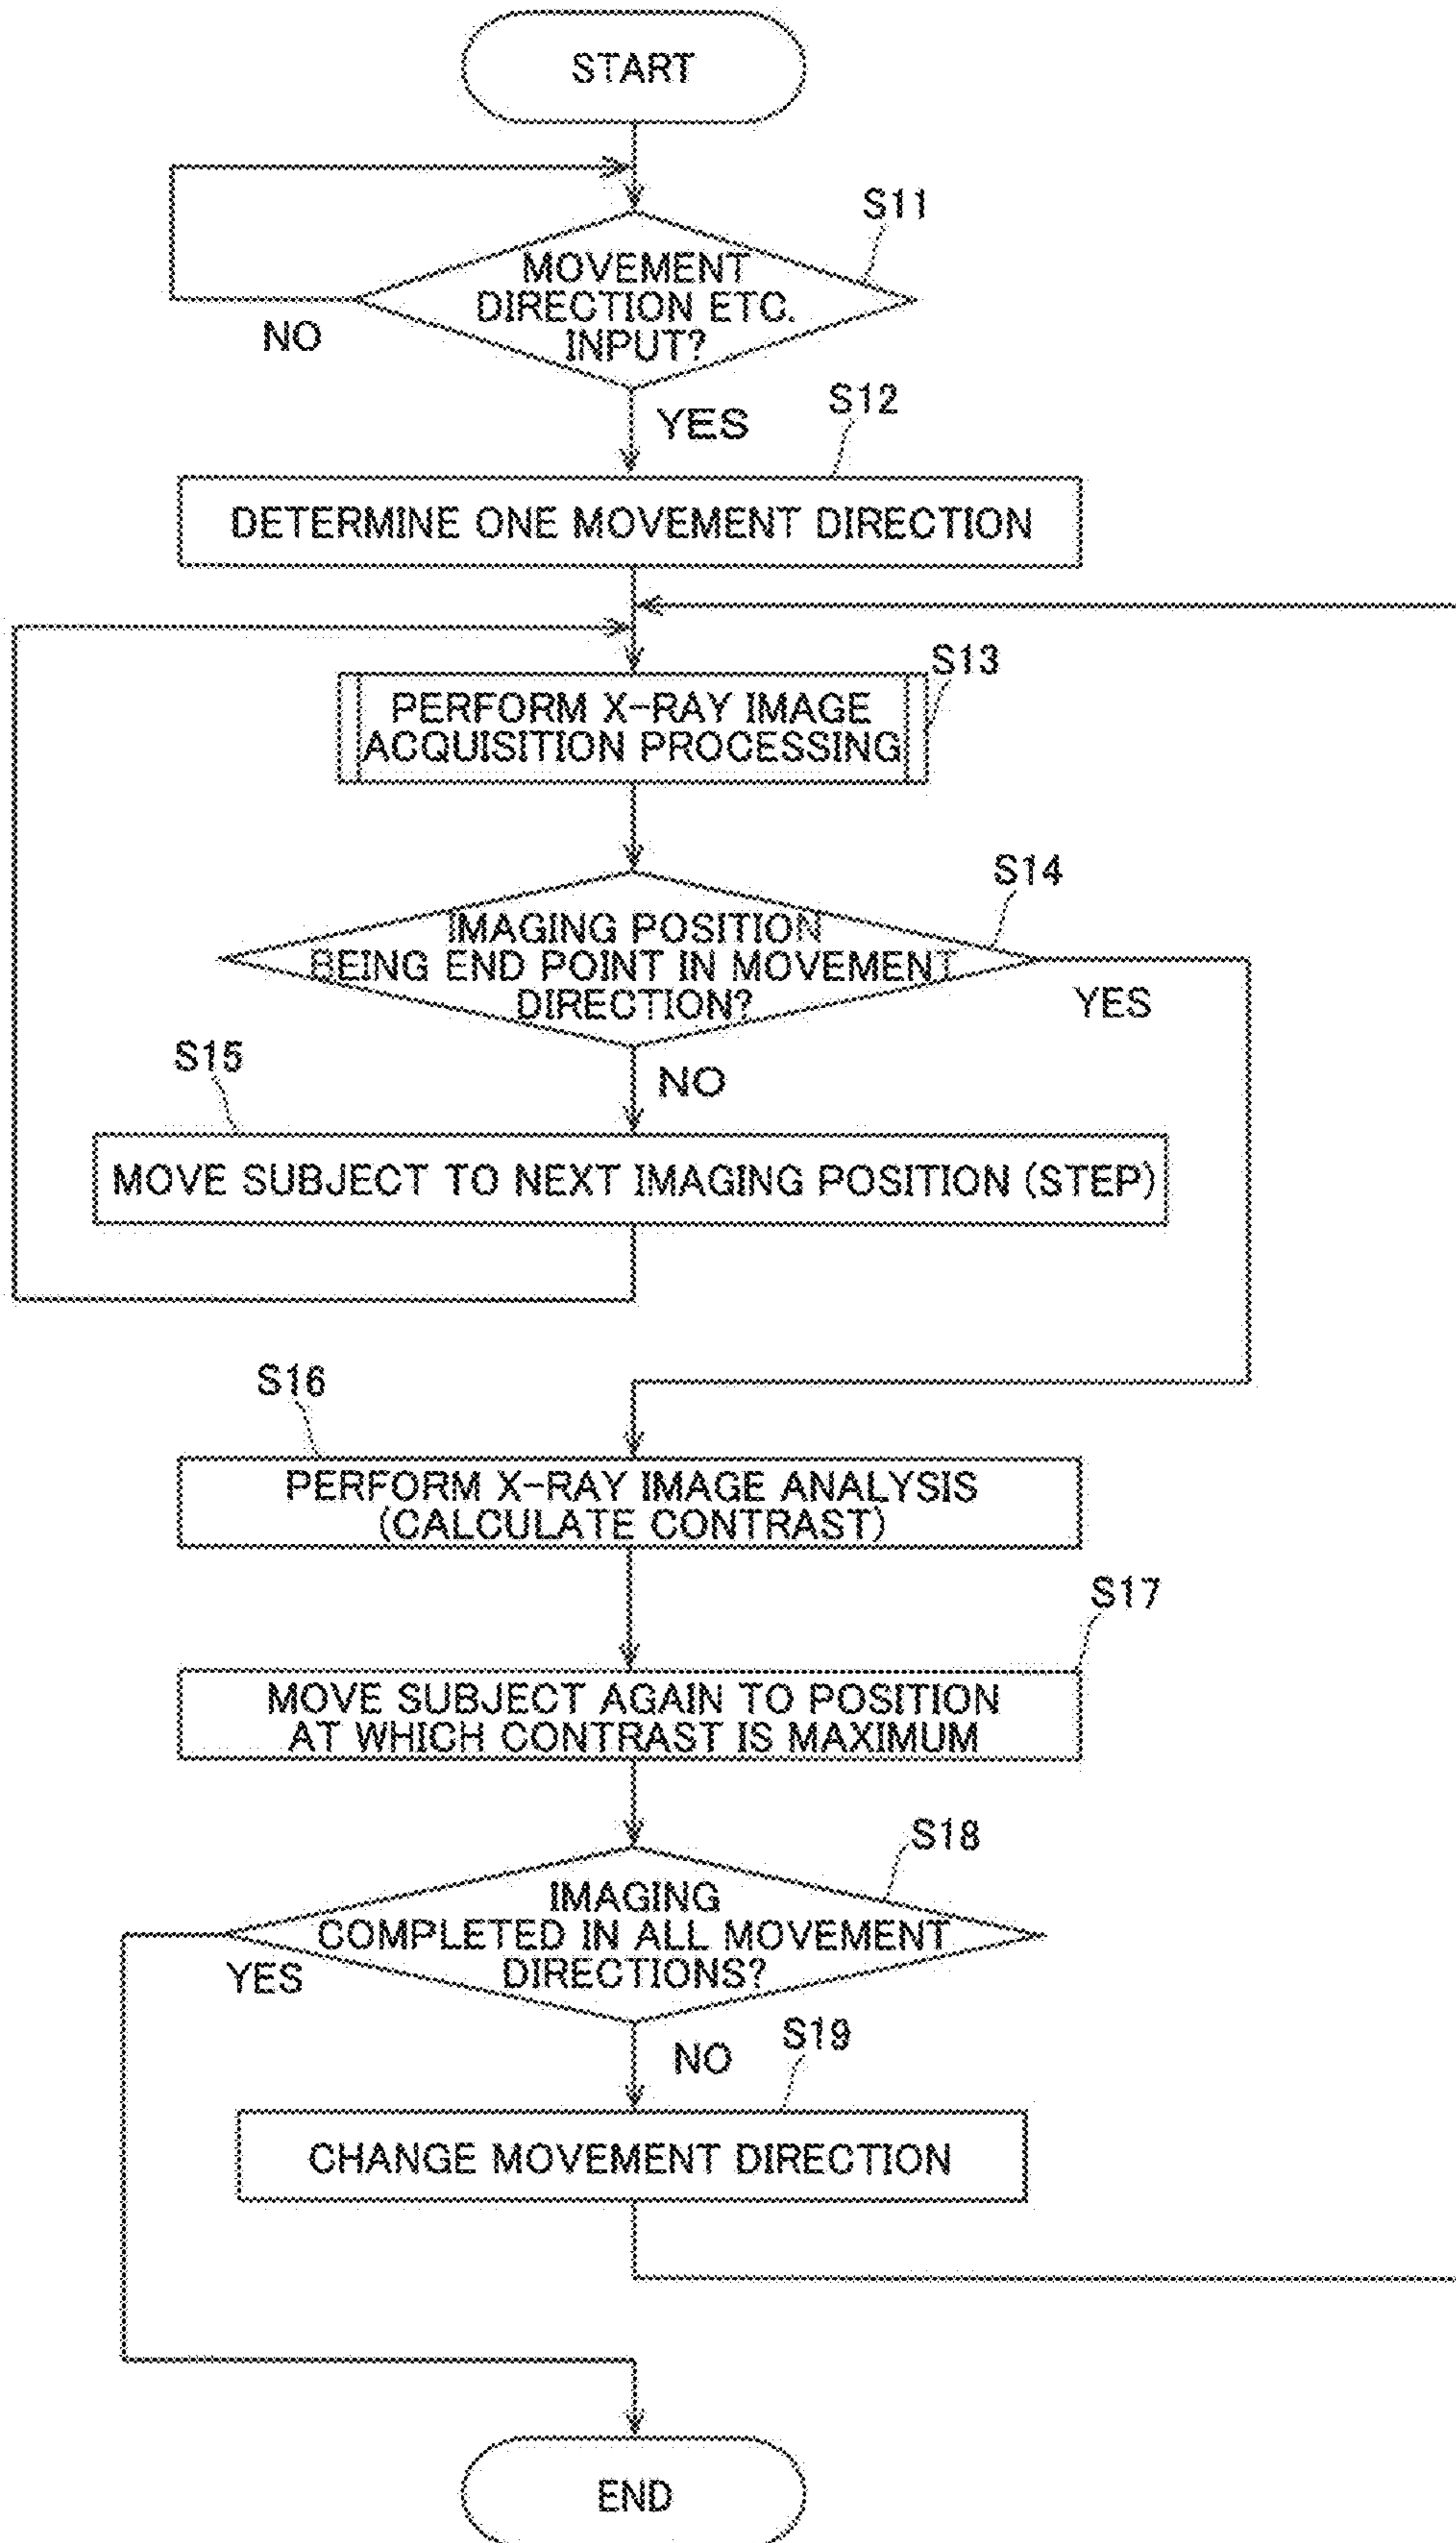 START
S11
MOVEMENT
DIRECTION ETC.
INPUT?
NO
YES
S12
DETERMINE ONE MOVEMENT DIRECTION
S13
PERFORM X-RAY IMAGE
ACQUISITION PROCESSING
S14
IMAGING POSITION
BEING END POINT IN MOVEMENT
DIRECTION?
YES
NO
S15
MOVE SUBJECT TO NEXT IMAGING POSITION (STEP)
S16
PERFORM X-RAY IMAGE ANALYSIS
(CALCULATE CONTRAST)
S17
MOVE SUBJECT AGAIN TO POSITION
AT WHICH CONTRAST IS MAXIMUM
S18
IMAGING
COMPLETED IN ALL MOVEMENT
DIRECTIONS?
YES
NO
S19
CHANGE MOVEMENT DIRECTION
END